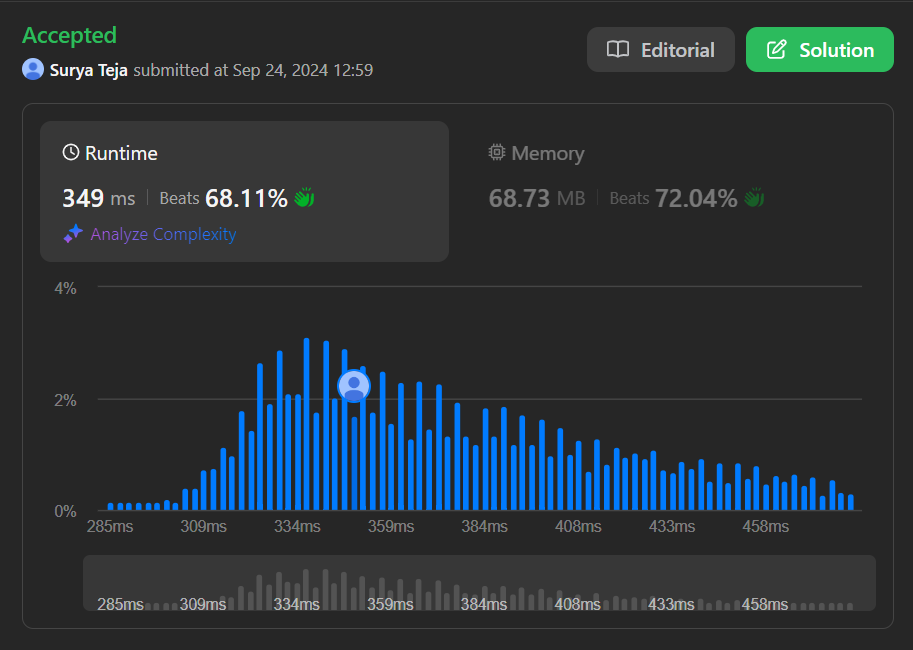 Accepted
Editorial
Solution
Surya Teja submitted at Sep 24, 2024 12:59
Runtime
Memory
349 ms | Beats 68.11%
68.73 MB | Beats 72.04%
Analyze Complexity
4%
2%
0%
285ms 309ms 334ms 359ms 384ms 408ms 433ms 458ms
285ms 309ms 334ms 359ms 384ms 408ms 433ms 458ms